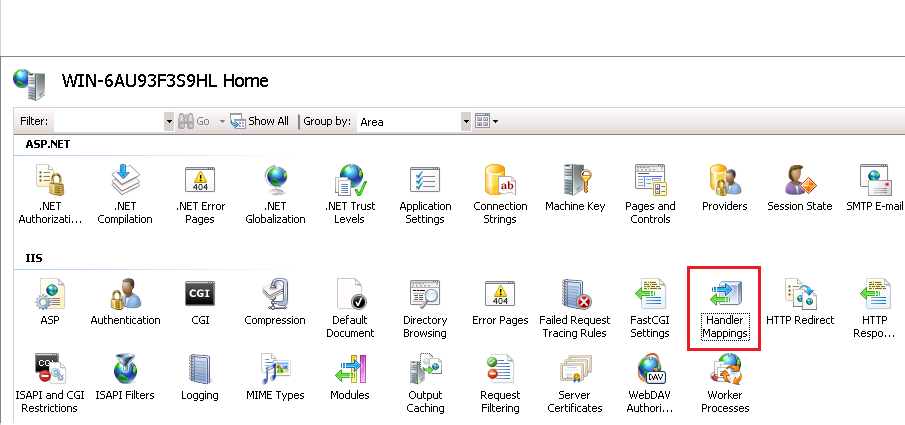 WIN-6AU93F3S9HL Home
Filter: Go Show All Group by: Area
ASP.NET
.NET .NET .NET Error .NET .NET Trust Application Connection Machine Key Pages and Providers Session State SMTP E-mail
Authorizati... Compilation Pages Globalization Levels Settings Strings Controls
404
ab
IIS
ASP Authentication CGI Compression Default Directory Error Pages Failed Request FastCGI Handler HTTP Redirect HTTP
Document Browsing Tracing Rules Settings Mappings Respo...
CGI
404
ISAPI and CGI ISAPI Filters Logging MIME Types Modules Output Request Server WebDAV Worker
Restrictions Caching Filtering Certificates Authori... Processes
CGI
DAV